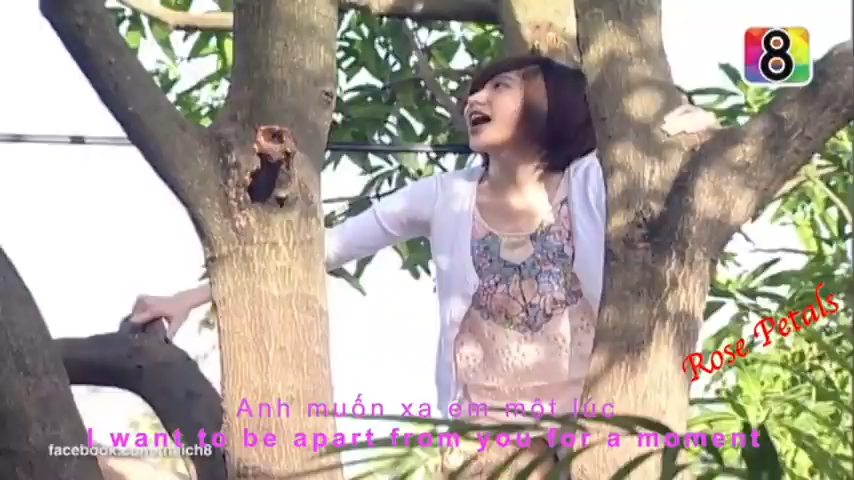 8
Rose Petals
Anh muốn xa em một lúc
I want to be apart from you for a moment
facebook.com/thaich8